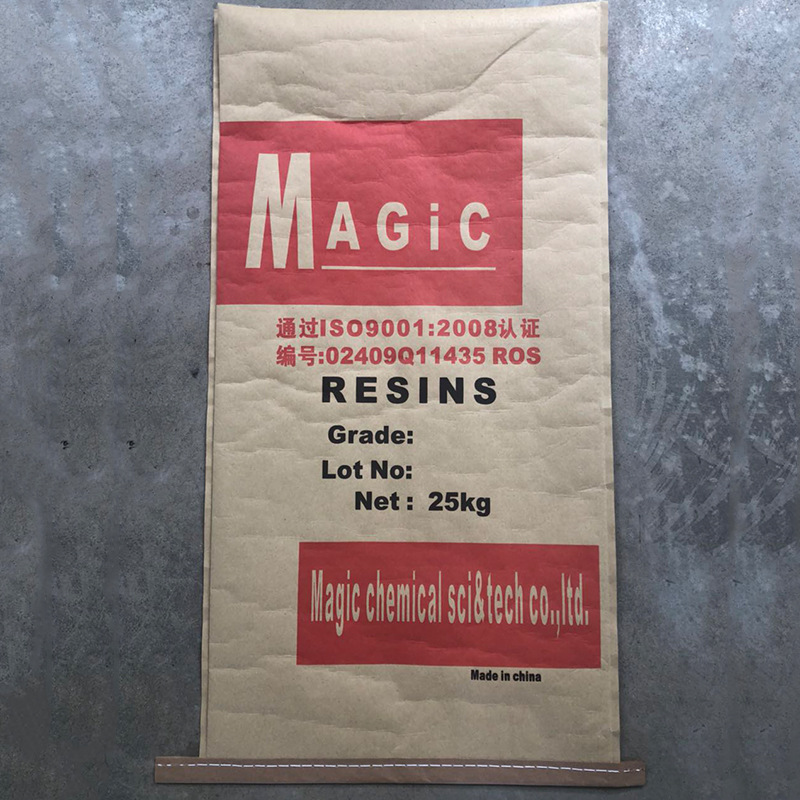 MAGiC
通过ISO9001:2008认证
编号:02409Q11435 ROS
RESINS
Grade:
Lot No:
Net : 25kg
Magic chemical sci&tech co.,ltd.
Made in china